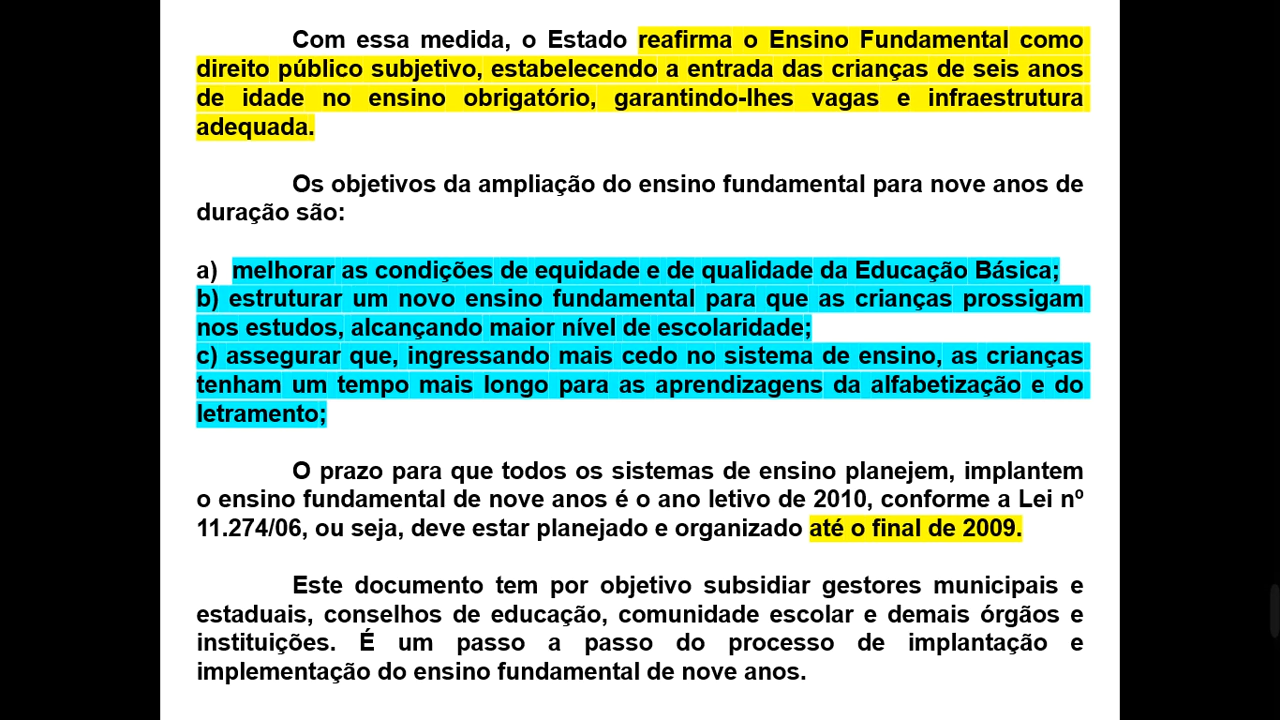 Com essa medida, o Estado reafirma o Ensino Fundamental como
direito público subjetivo, estabelecendo a entrada das crianças de seis anos
de idade no ensino obrigatório, garantindo-lhes vagas e infraestrutura
adequada.
Os objetivos da ampliação do ensino fundamental para nove anos de
duração são:
a) melhorar as condições de equidade e de qualidade da Educação Básica;
b) estruturar um novo ensino fundamental para que as crianças prossigam
nos estudos, alcançando maior nível de escolaridade;
c) assegurar que, ingressando mais cedo no sistema de ensino, as crianças
tenham um tempo mais longo para as aprendizagens da alfabetização e do
letramento;
O prazo para que todos os sistemas de ensino planejem, implantem
o ensino fundamental de nove anos é o ano letivo de 2010, conforme a Lei nº
11.274/06, ou seja, deve estar planejado e organizado até o final de 2009.
Este documento tem por objetivo subsidiar gestores municipais e
estaduais, conselhos de educação, comunidade escolar e demais órgãos e
instituições. É um passo a passo do processo de implantação e
implementação do ensino fundamental de nove anos.